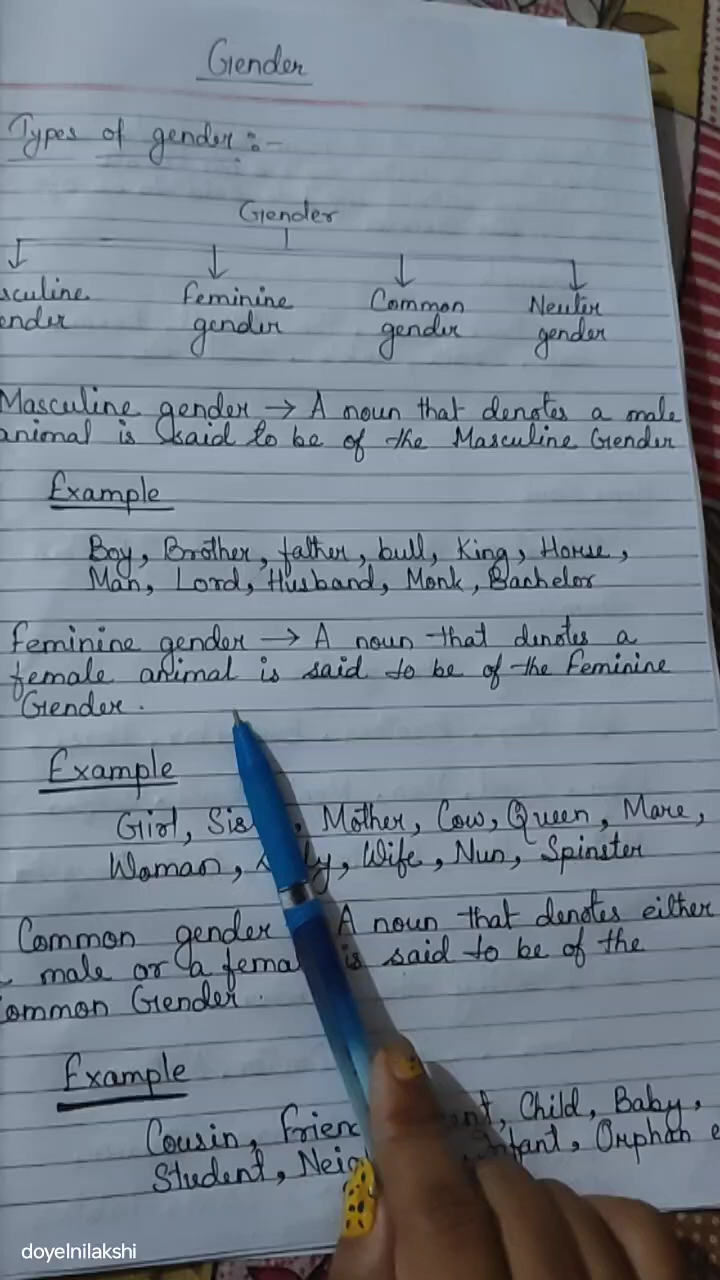 Gender
Types of gender :-
Gender
sculine Feminine Common Neuter
ender gender gender gender
Masculine gender → A noun that denotes a male
animal is said to be of the Masculine Gender
Example
Boy, Brother, father, bull, King, Horse,
Man, Lord, Husband, Monk, Bachelor
Feminine gender → A noun that denotes a
female animal is said to be of the Feminine
Gender.
Example
Girl, Sis , Mother, Cow, Queen, Mare,
Woman, , Wife, Nun, Spinster
Common gender A noun that denotes either
male or a fema is said to be of the
ommon Gender.
Example
Cousin, Frien , Child, Baby,
Student, Neig , Infant, Orphan e
doyelnilakshi